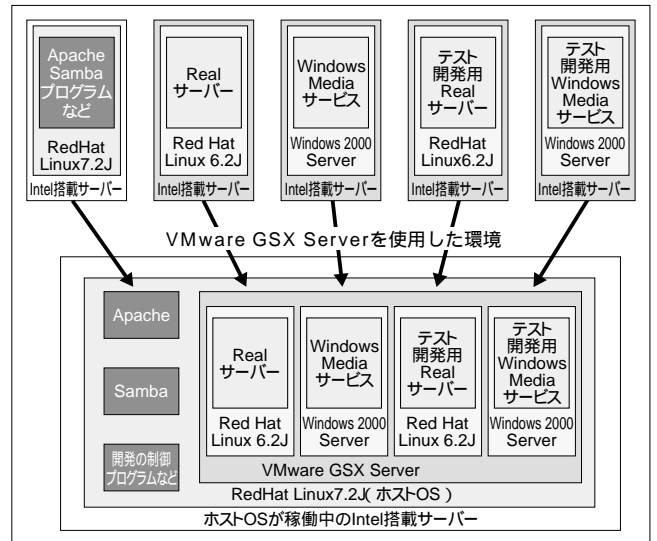 Apache
Samba
プログラム
など
RedHat
Linux7.2J
Intel搭載サーバー
Real
サーバー
Red Hat
Linux 6.2J
Intel搭載サーバー
Windows
Media
サービス
Windows 2000
Server
Intel搭載サーバー
テスト
開発用
Real
サーバー
RedHat
Linux6.2J
Intel搭載サーバー
テスト
開発用
Windows
Media
サービス
Windows 2000
Server
Intel搭載サーバー
VMware GSX Serverを使用した環境
Apache
Samba
開発の制御
プログラムなど
Real
サーバー
Red Hat
Linux 6.2J
Windows
Media
サービス
Windows 2000
Server
テスト
開発用
Real
サーバー
Red Hat
Linux 6.2J
テスト
開発用
Windows
Media
サービス
Windows 2000
Server
VMware GSX Server
RedHat Linux7.2J(ホストOS)
ホストOSが稼働中のIntel搭載サーバー